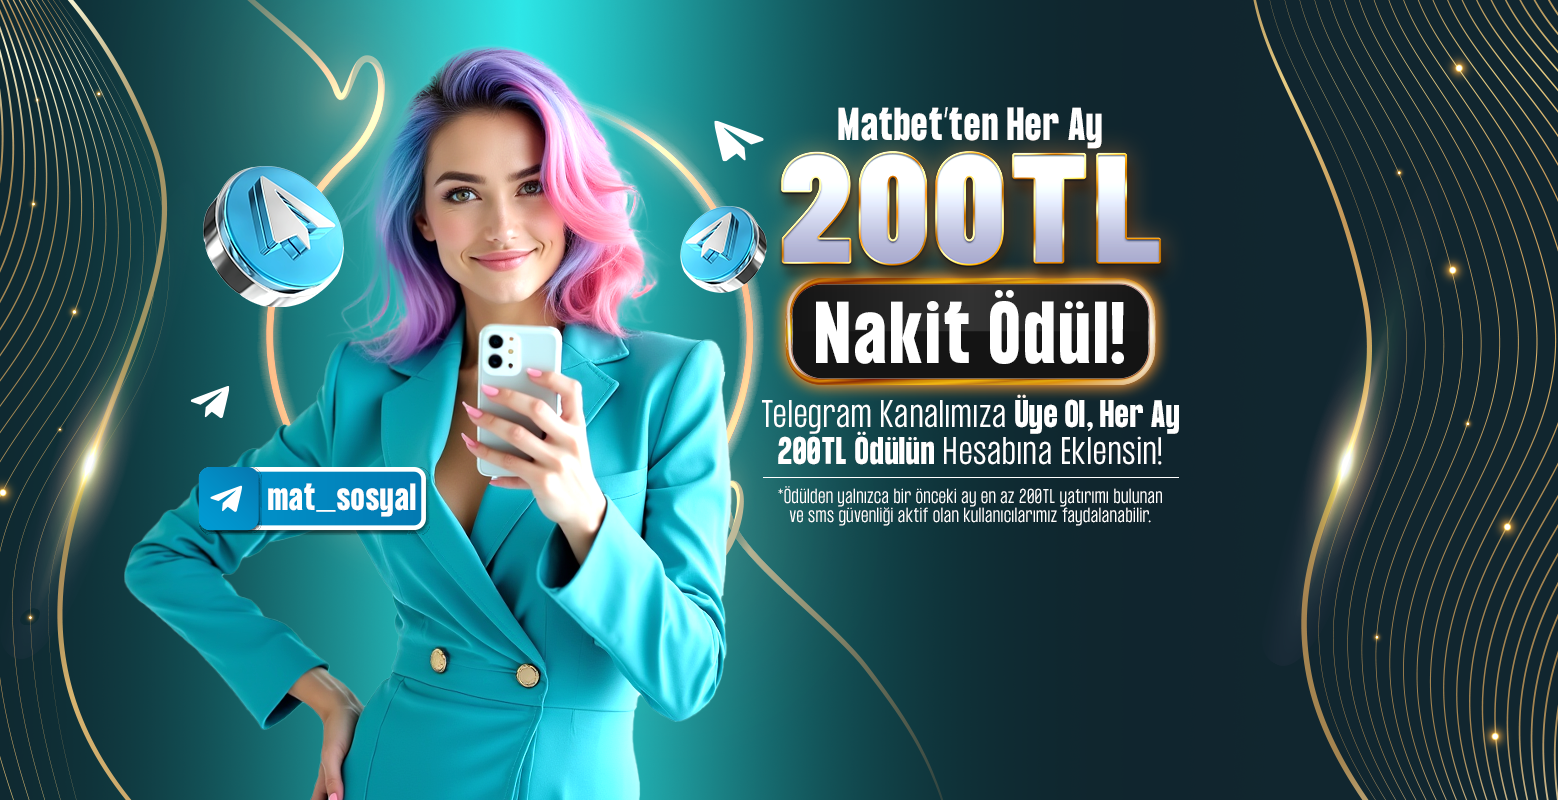 Matbet'ten Her Ay
200TL
Nakit Ödül!
Telegram Kanalımıza Üye Ol, Her Ay
200TL Ödülün Hesabına Eklensin!
*Ödülden yalnızca bir önceki ay en az 200TL yatırımı bulunan
ve sms güvenliği aktif olan kullanıcılarımız faydalanabilir.
mat_sosyal